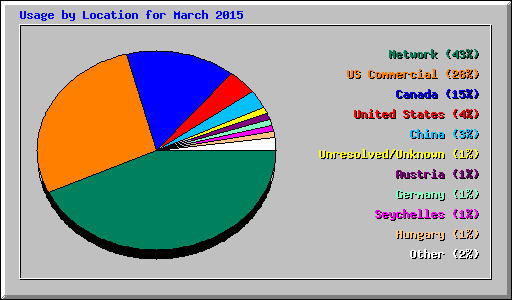 Usage by Location for March 2015
Network (43%)
US Commercial (28%)
Canada (15%)
United States (4%)
China (3%)
Unresolved/Unknown (1%)
Austria (1%)
Germany (1%)
Seychelles (1%)
Hungary (1%)
Other (2%)